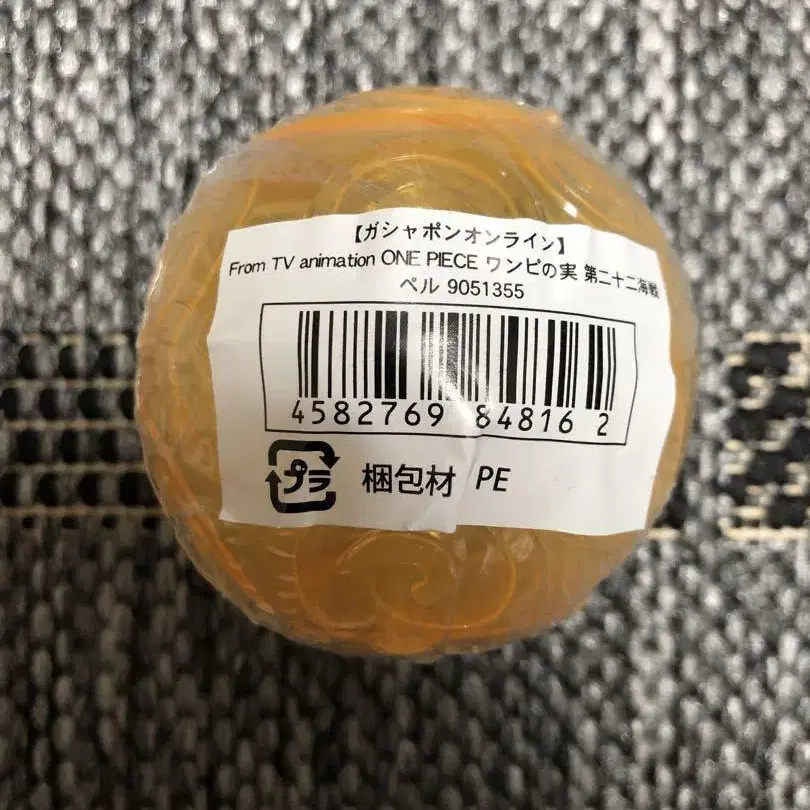 【ガシャポンオンライン】
From TV animation ONE PIECE ワンピの実 第二十二海戦
ペル 9051355
4582769 84816 2
プラ 梱包材 PE